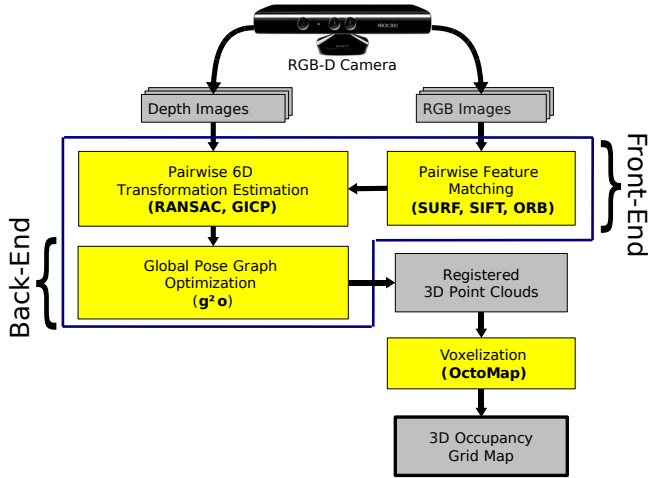 XBOX360
RGB-D Camera
Depth Images
RGB Images
Pairwise 6D
Transformation Estimation
(RANSAC, GICP)
Pairwise Feature
Matching
(SURF, SIFT, ORB)
Front-End
Back-End
Global Pose Graph
Optimization
(g²o)
Registered
3D Point Clouds
Voxelization
(OctoMap)
3D Occupancy
Grid Map